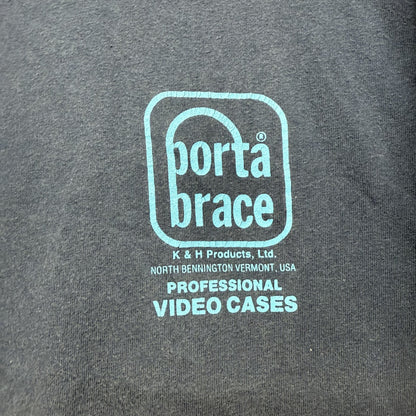 porta®
brace
K & H Products, Ltd.
NORTH BENNINGTON VERMONT, USA
PROFESSIONAL
VIDEO CASES